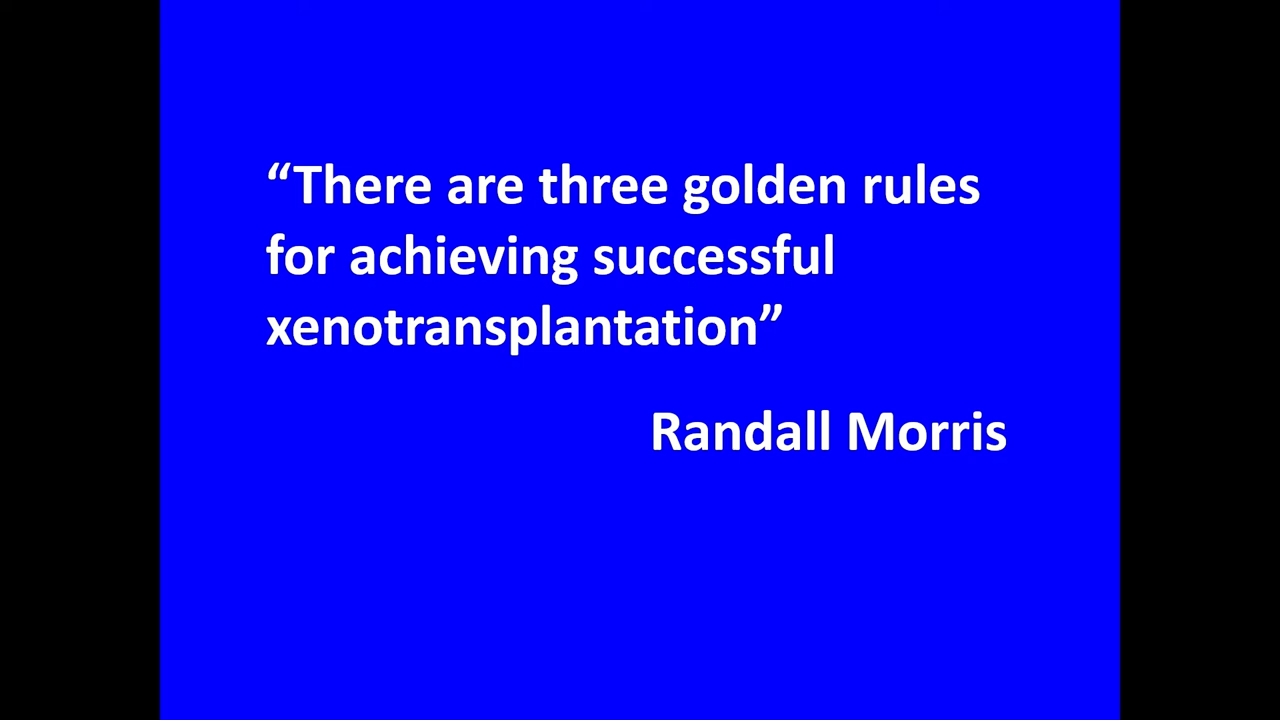 “There are three golden rules
for achieving successful
xenotransplantation”
Randall Morris